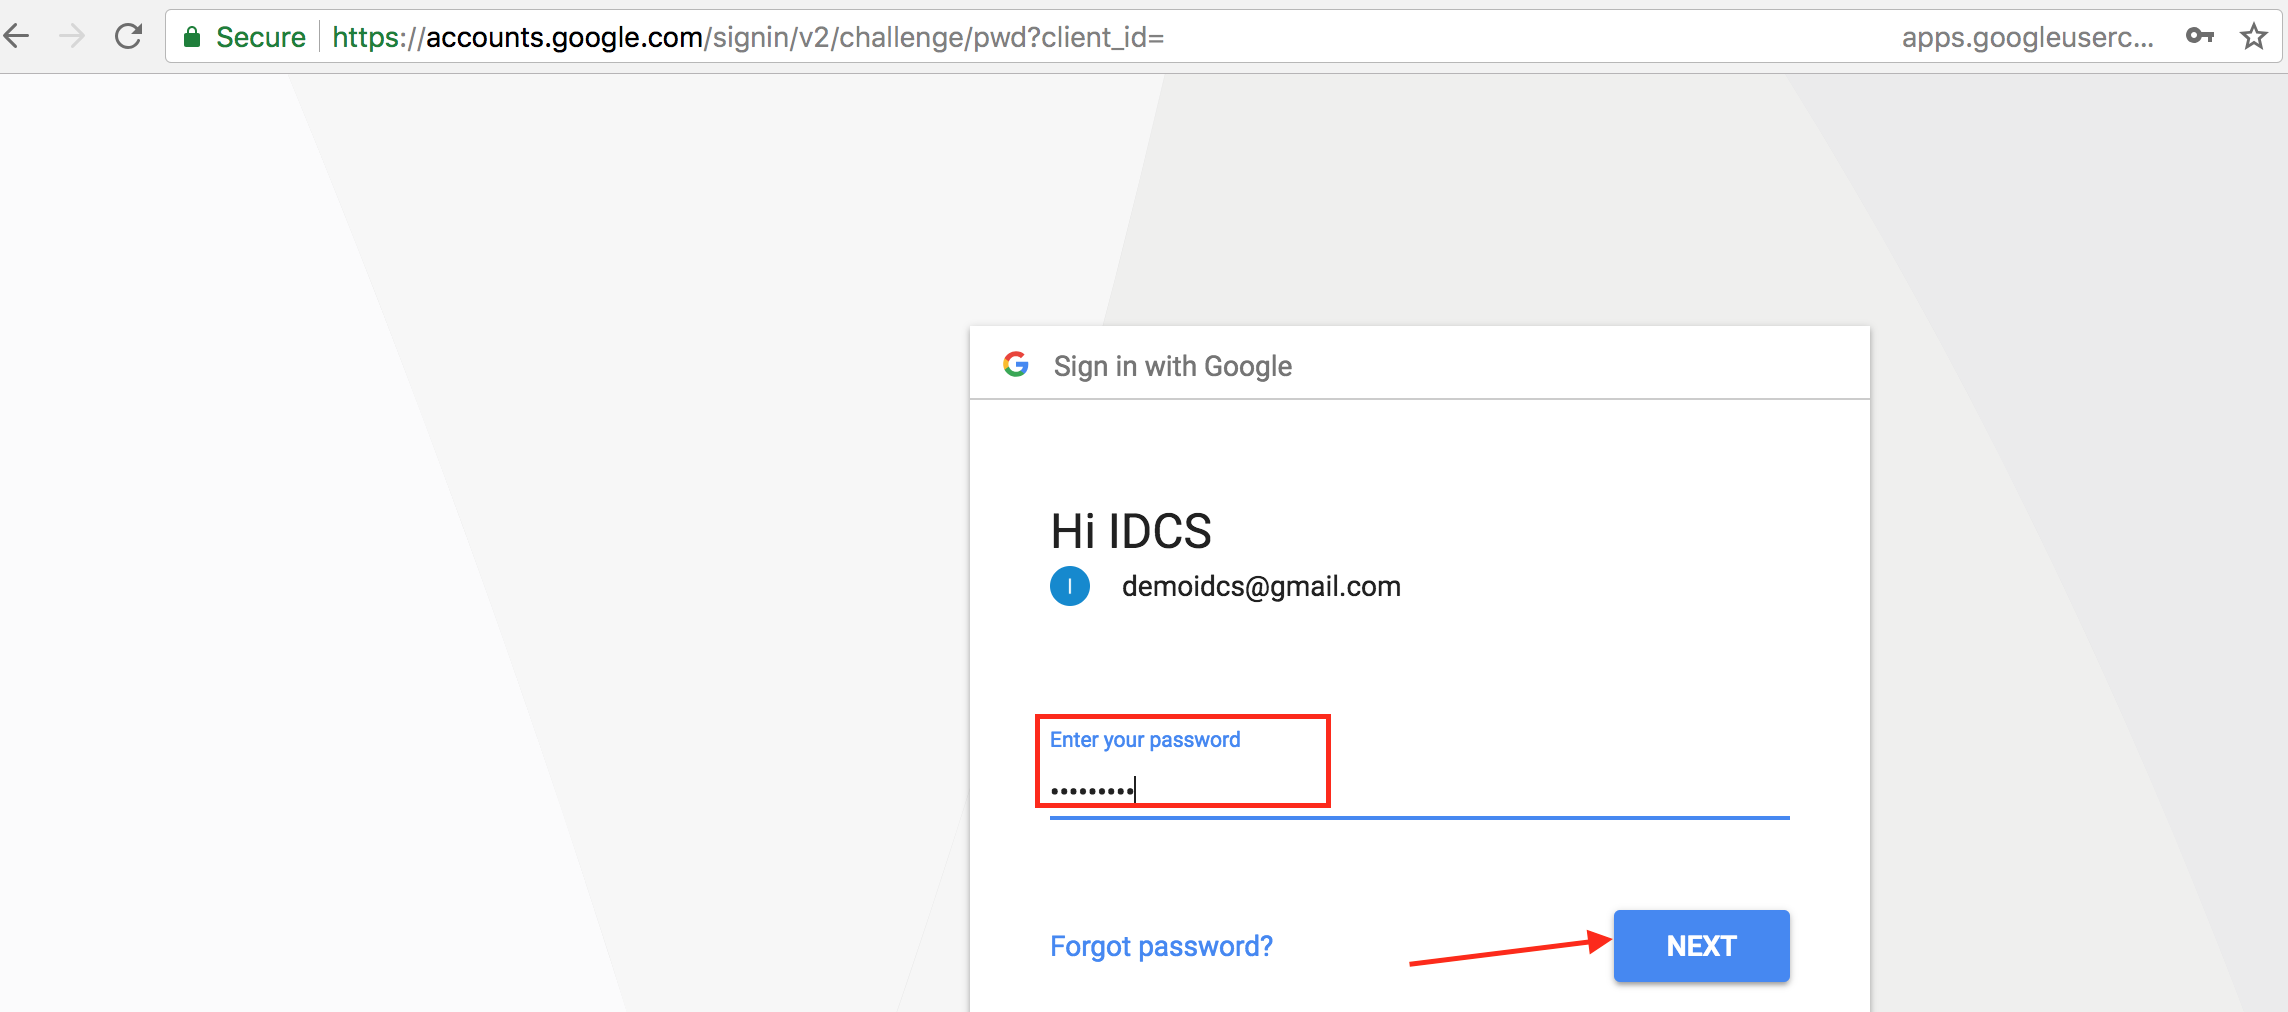 Secure https://accounts.google.com/signin/v2/challenge/pwd?client_id= apps.googleuserc...
Sign in with Google
Hi IDCS
I demoidcs@gmail.com
Enter your password
•••••••••
Forgot password? NEXT